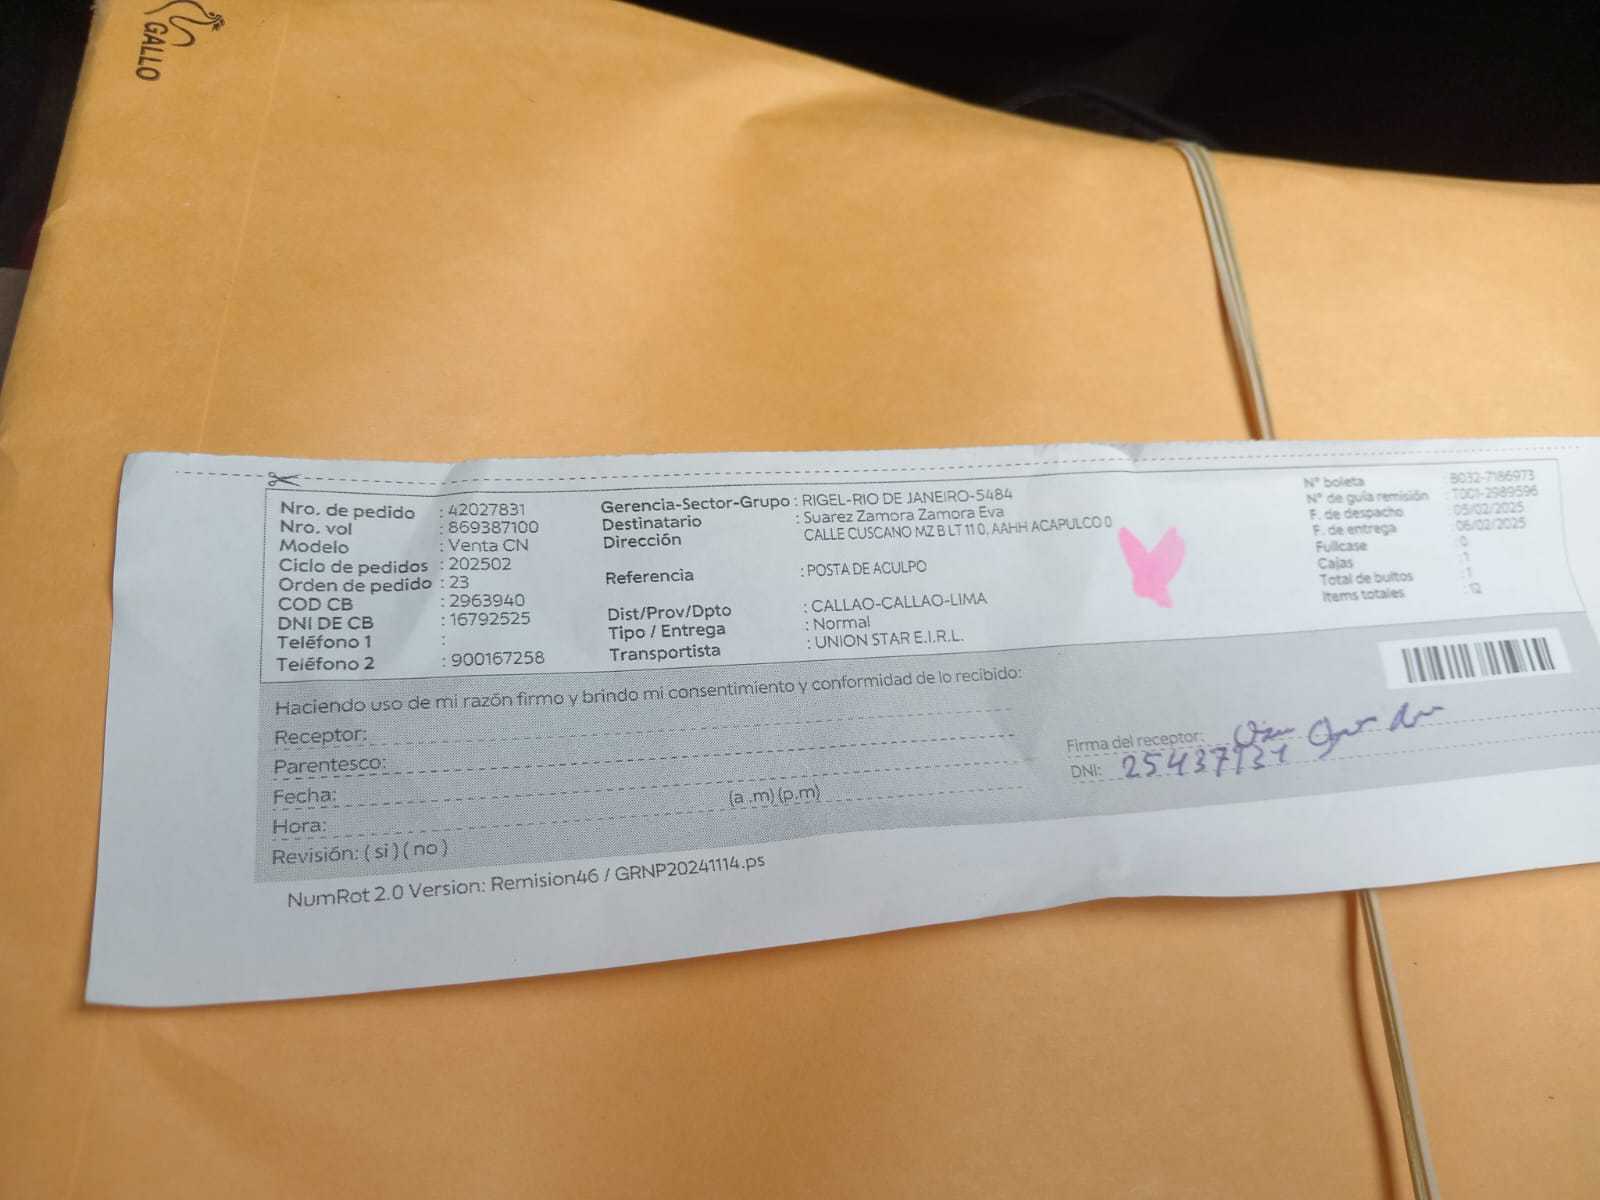 GALLO
Nro. de pedido : 42027831
Nro. vol : 869387100
Modelo : Venta CN
Ciclo de pedidos : 202502
Orden de pedido : 23
COD CB : 2963940
DNI DE CB : 16792525
Teléfono 1 :
Teléfono 2 : 900167258
Gerencia-Sector-Grupo : RIGEL-RIO DE JANEIRO-5484
Destinatario : Suarez Zamora Zamora Eva
Dirección CALLE CUSCANO MZ B LT 11 0, AAHH ACAPULCO 0
Referencia : POSTA DE ACULPO
Dist/Prov/Dpto : CALLAO-CALLAO-LIMA
Tipo / Entrega : Normal
Transportista : UNION STAR E.I.R.L.
N° boleta : B032-7186973
N° de guía remisión : T001-2989596
F. de despacho : 05/02/2025
F. de entrega : 06/02/2025
Fullcase : 0
Cajas : 1
Total de bultos : 1
Items totales : 12
Haciendo uso de mi razón firmo y brindo mi consentimiento y conformidad de lo recibido:
Receptor:
Parentesco:
Fecha:
Hora: (a .m) (p.m)
Revisión: ( si ) ( no )
Firma del receptor:
DNI: 25437131
NumRot 2.0 Version: Remision46 / GRNP20241114.ps